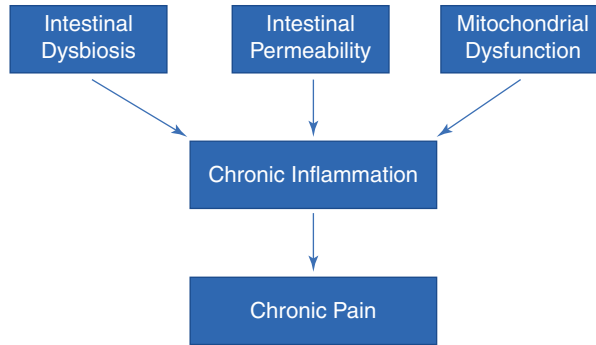 Intestinal
Dysbiosis
Intestinal
Permeability
Mitochondrial
Dysfunction
Chronic Inflammation
Chronic Pain